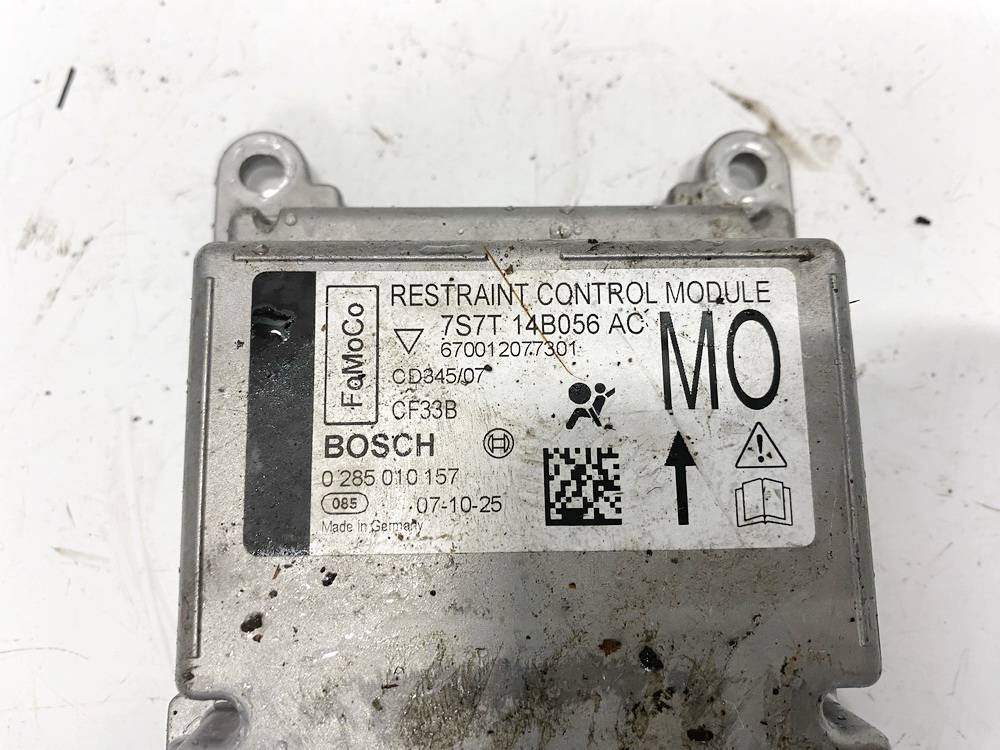 FoMoCo
RESTRAINT CONTROL MODULE
7S7T 14B056 AC
670012077301
MO
CD345/07
CF33B
BOSCH
0 285 010 157
085
07-10-25
Made in Germany